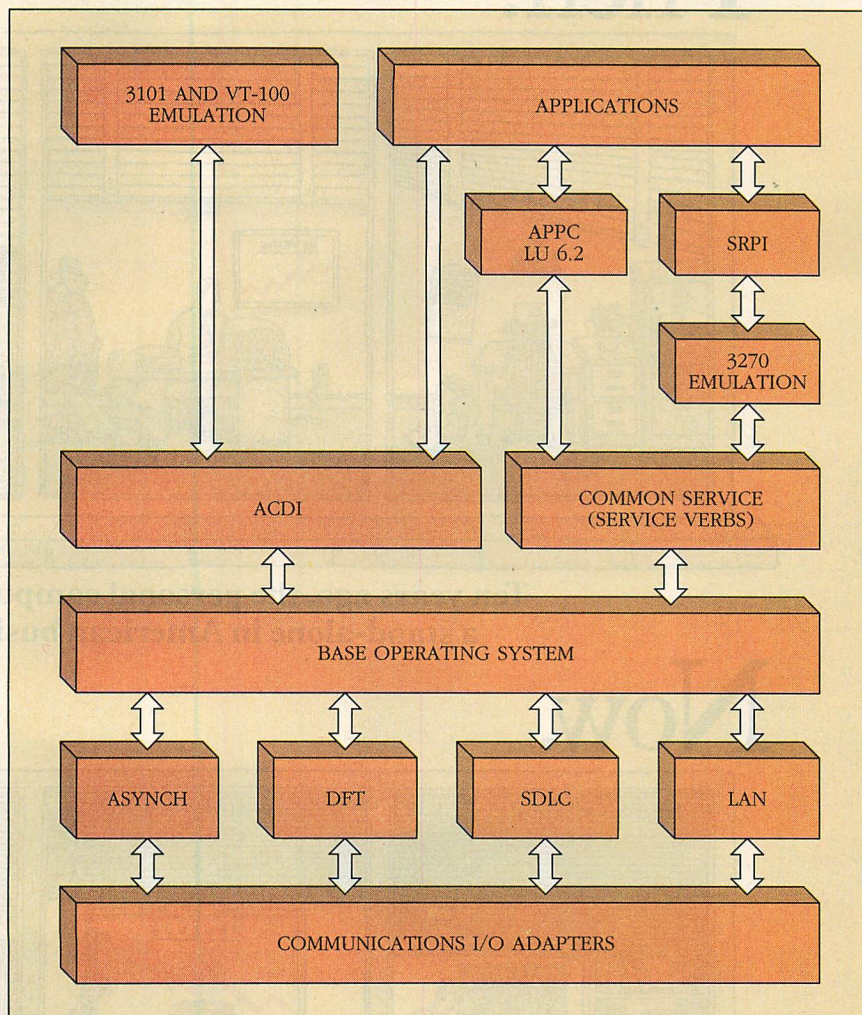 3101 AND VT-100
EMULATION
APPLICATIONS
APPC
LU 6.2
SRPI
3270
EMULATION
ACDI
COMMON SERVICE
(SERVICE VERBS)
BASE OPERATING SYSTEM
ASYNCH
DFT
SDLC
LAN
COMMUNICATIONS I/O ADAPTERS